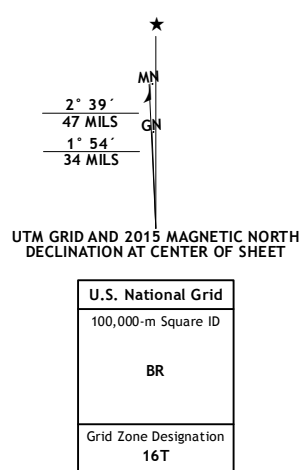 MN
2° 39´
47 MILS
GN
1° 54´
34 MILS
UTM GRID AND 2015 MAGNETIC NORTH
DECLINATION AT CENTER OF SHEET
U.S. National Grid
100,000-m Square ID
BR
Grid Zone Designation
16T